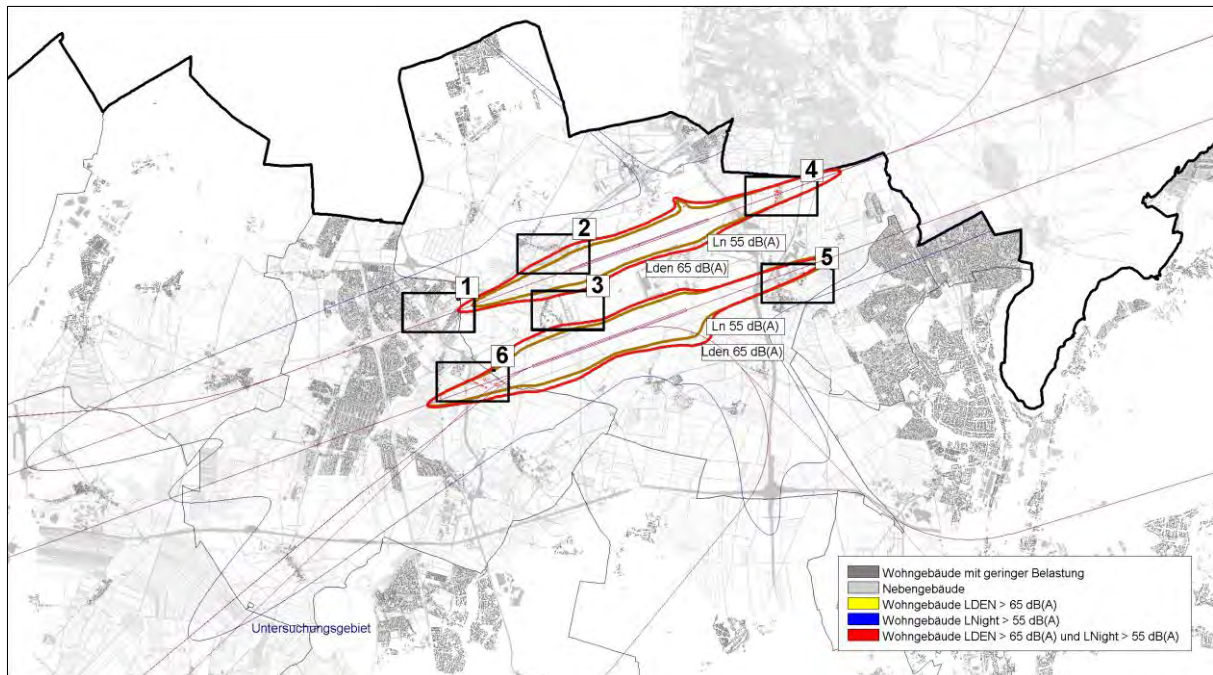 4
2
Ln 55 dB(A)
5
Lden 65 dB(A)
1
3
Ln 55 dB(A)
Lden 65 dB(A)
6
Wohngebäude mit geringer Belastung
Nebengebäude
Wohngebäude LDEN > 65 dB(A)
Wohngebäude LNight > 55 dB(A)
Wohngebäude LDEN > 65 dB(A) und LNight > 55 dB(A)
Untersuchungsgebiet